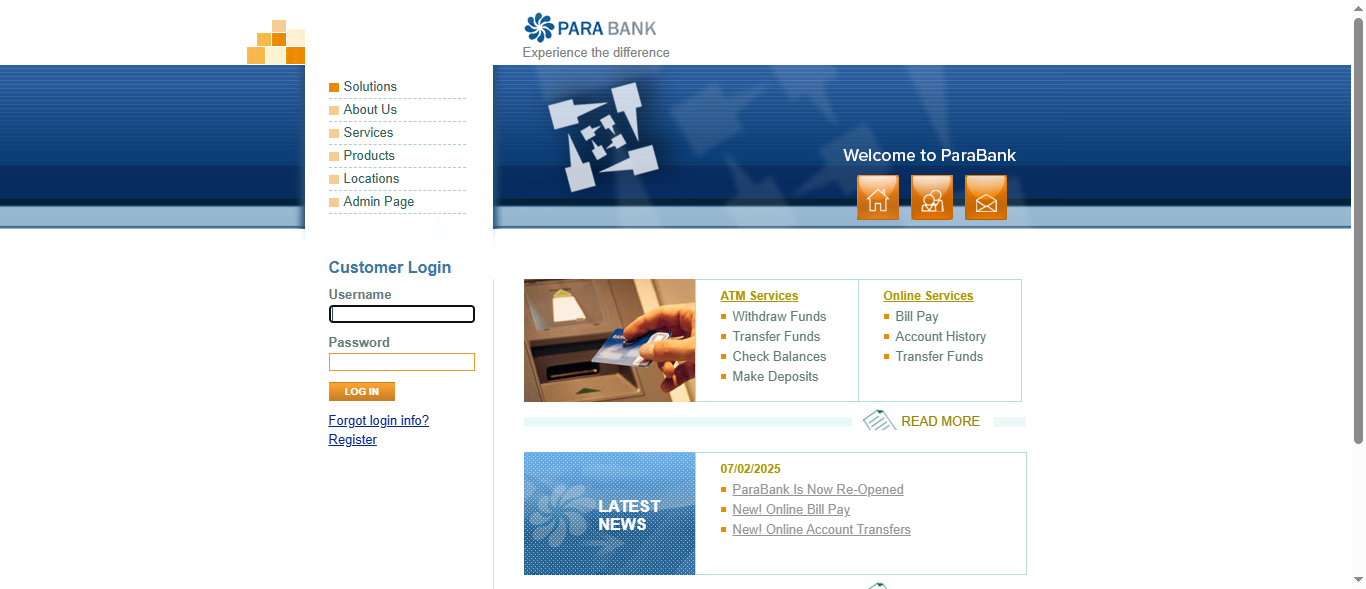 PARA BANK
Experience the difference
Solutions
About Us
Services
Products
Locations
Admin Page
Welcome to ParaBank
Customer Login
Username
Password
LOG IN
Forgot login info?
Register
ATM Services
Withdraw Funds
Transfer Funds
Check Balances
Make Deposits
Online Services
Bill Pay
Account History
Transfer Funds
READ MORE
LATEST
NEWS
07/02/2025
ParaBank Is Now Re-Opened
New! Online Bill Pay
New! Online Account Transfers